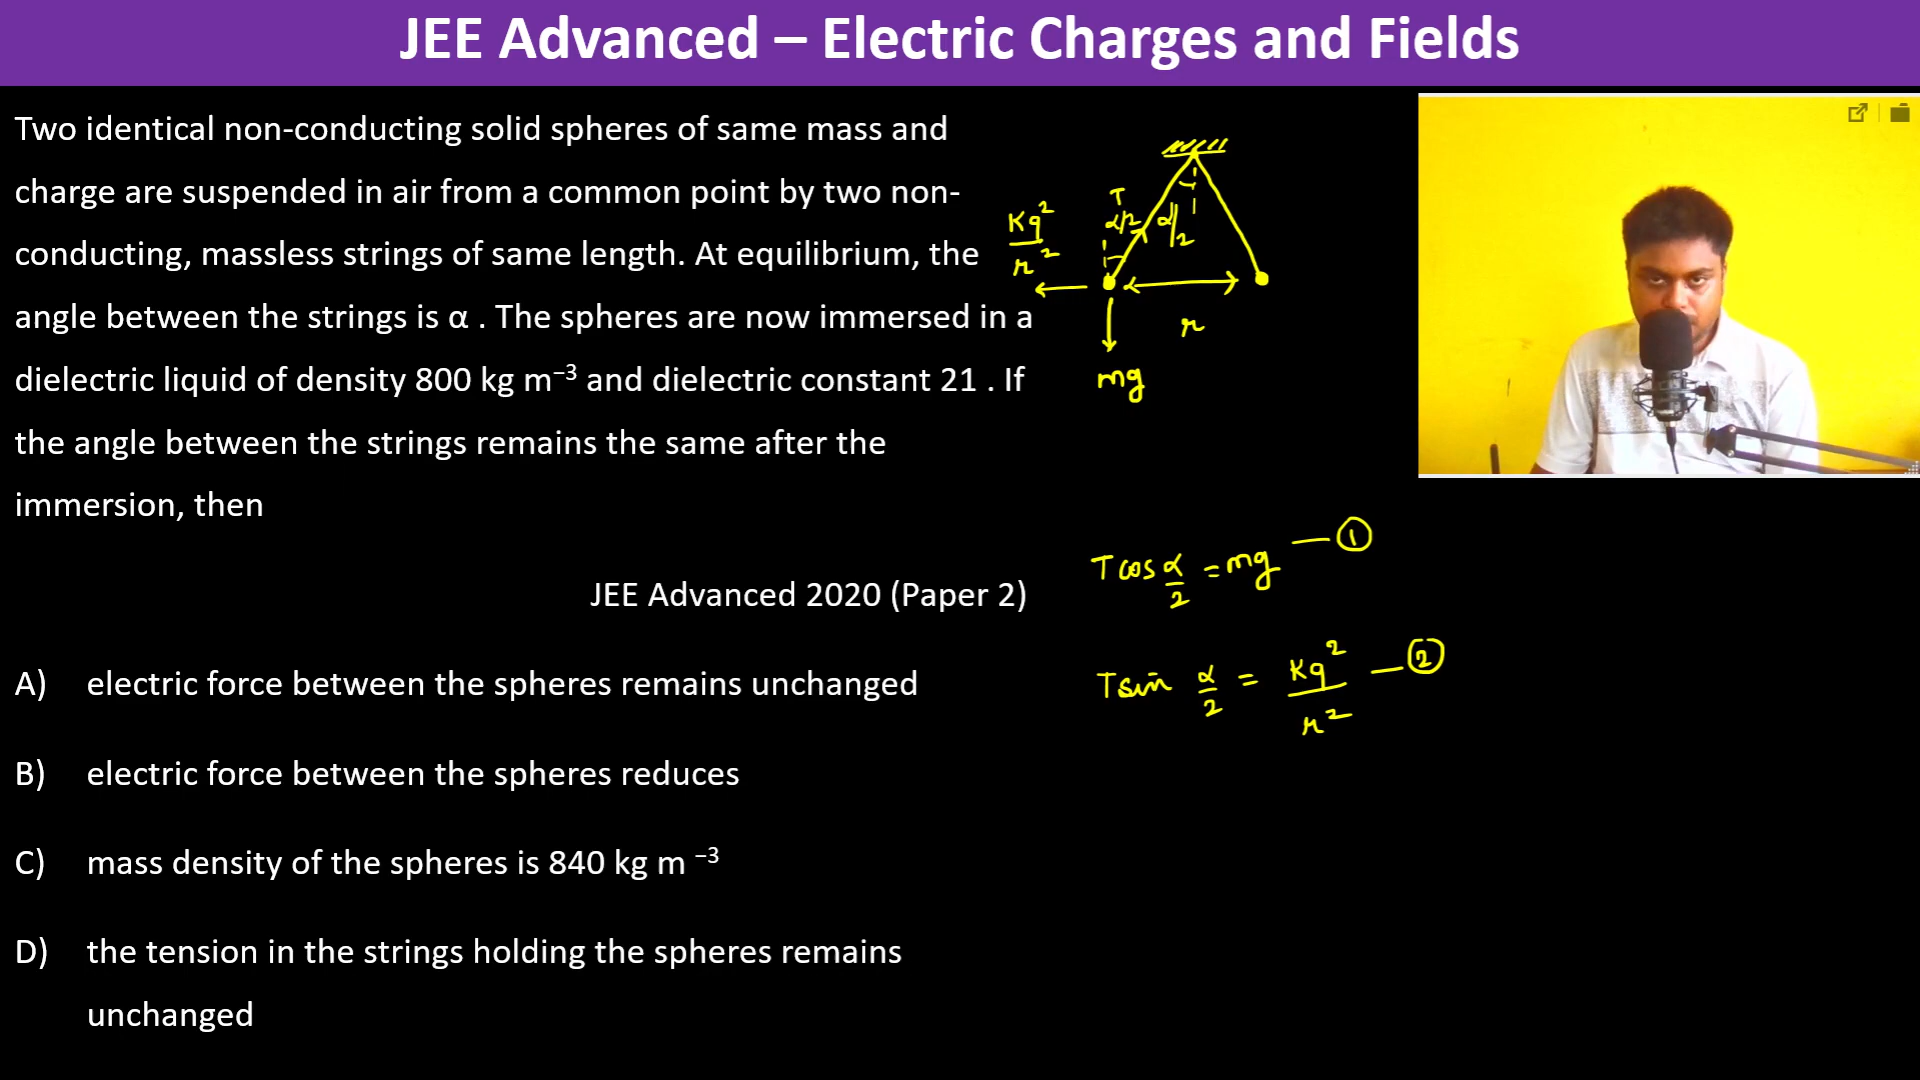 JEE Advanced – Electric Charges and Fields
Two identical non-conducting solid spheres of same mass and
charge are suspended in air from a common point by two non-
conducting, massless strings of same length. At equilibrium, the
angle between the strings is α . The spheres are now immersed in a
dielectric liquid of density 800 kg m⁻³ and dielectric constant 21 . If
the angle between the strings remains the same after the
immersion, then
JEE Advanced 2020 (Paper 2)
A) electric force between the spheres remains unchanged
B) electric force between the spheres reduces
C) mass density of the spheres is 840 kg m ⁻³
D) the tension in the strings holding the spheres remains
unchanged
T
α/2 α/2
Kq²/r²
r
mg
T cos α/2 = mg — ①
T sin α/2 = Kq²/r² — ②